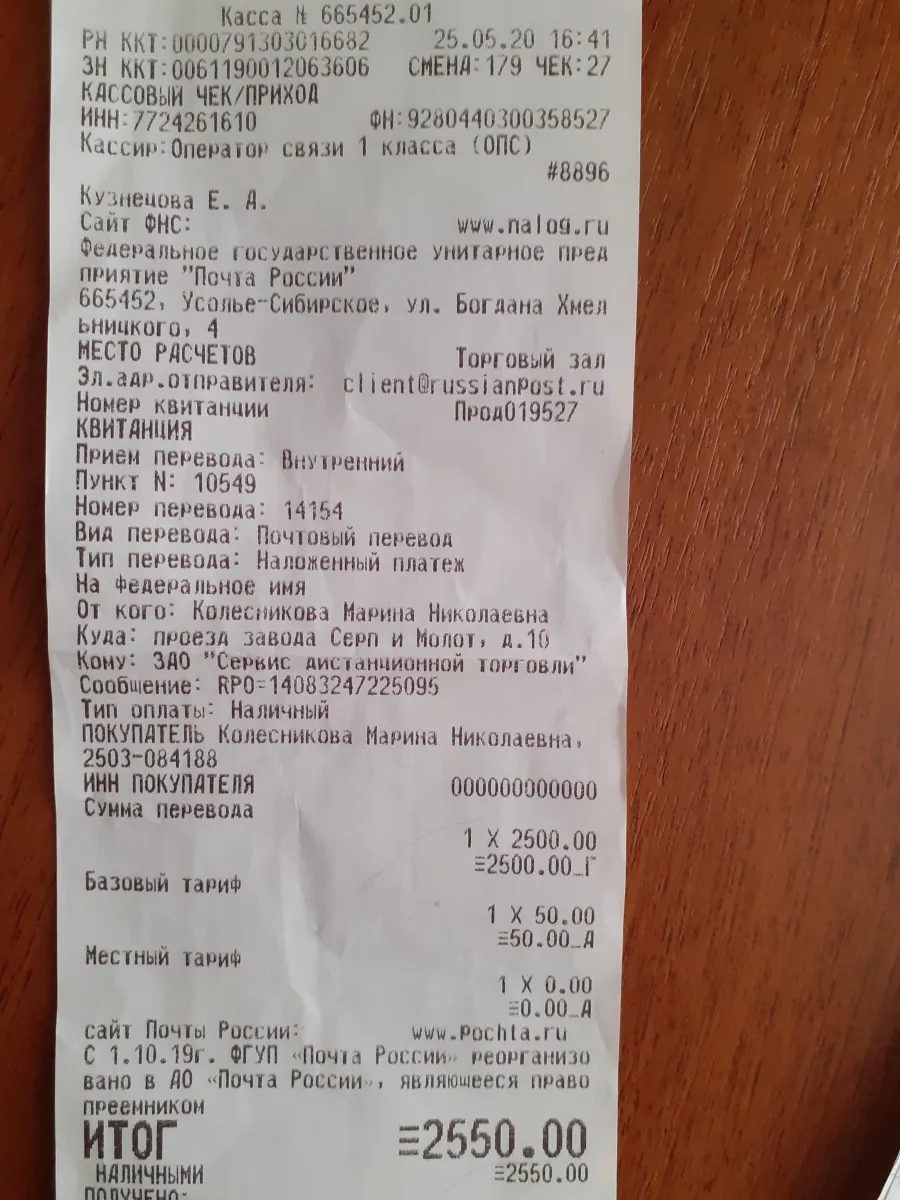 Касса № 665452.01
РН ККТ:0000791303016682 25.05.20 16:41
ЗН ККТ:0061190012063606 СМЕНА:179 ЧЕК:27
КАССОВЫЙ ЧЕК/ПРИХОД
ИНН:7724261610 ФН:9280440300358527
Кассир:Оператор связи 1 класса (ОПС)
#8896
Кузнецова Е. А.
Сайт ФНС: www.nalog.ru
Федеральное государственное унитарное пред
приятие "Почта России"
665452, Усолье-Сибирское, ул. Богдана Хмел
ьницкого, 4
МЕСТО РАСЧЕТОВ Торговый зал
Эл.адр.отправителя: client@russianPost.ru
Номер квитанции Прод019527
КВИТАНЦИЯ
Прием перевода: Внутренний
Пункт N: 10549
Номер перевода: 14154
Вид перевода: Почтовый перевод
Тип перевода: Наложенный платеж
На федеральное имя
От кого: Колесникова Марина Николаевна
Куда: проезд завода Серп и Молот, д.10
Кому: ЗАО "Сервис дистанционной торговли"
Сообщение: RPO=14083247225095
Тип оплаты: Наличный
ПОКУПАТЕЛЬ Колесникова Марина Николаевна,
2503-084188
ИНН ПОКУПАТЕЛЯ 000000000000
Сумма перевода
1 X 2500.00
≡2500.00_Г
Базовый тариф
1 X 50.00
≡50.00_А
Местный тариф
1 X 0.00
≡0.00_А
сайт Почты России: www.pochta.ru
С 1.10.19г. ФГУП «Почта России» реорганизо
вано в АО «Почта России», являющееся право
преемником
ИТОГ ≡2550.00
НАЛИЧНЫМИ ≡2550.00
ПОЛУЧЕНО: